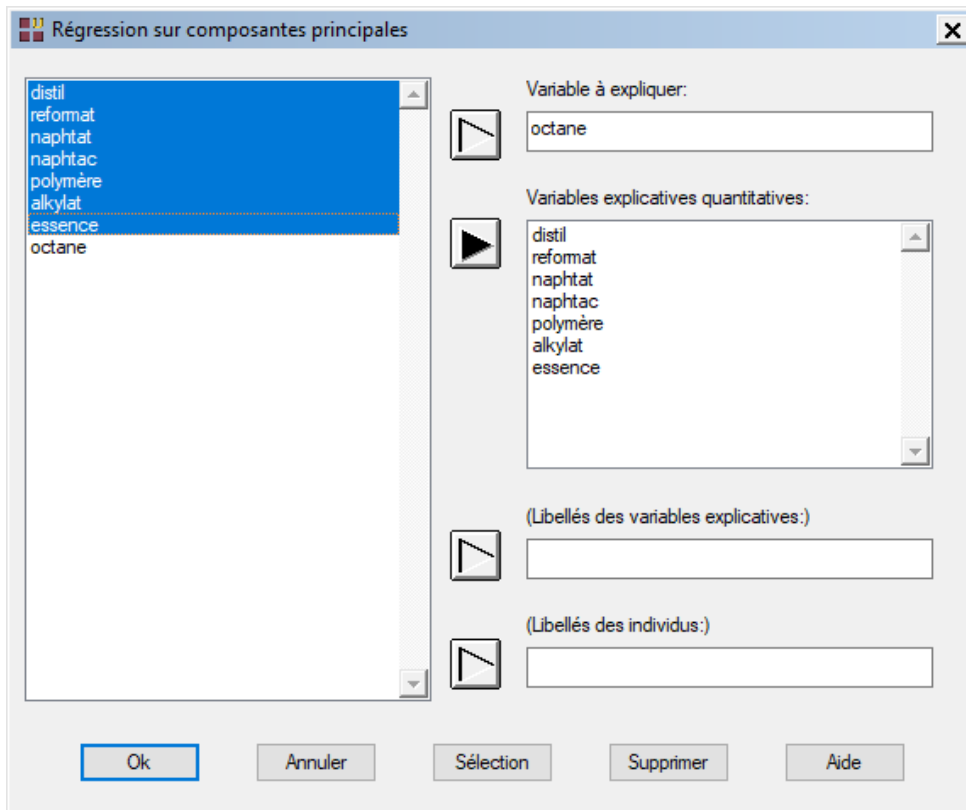 Régression sur composantes principales
distil
reformat
naphtat
naphtac
polymère
alkylat
essence
octane
Variable à expliquer:
octane
Variables explicatives quantitatives:
distil
reformat
naphtat
naphtac
polymère
alkylat
essence
(Libellés des variables explicatives:)
(Libellés des individus:)
Ok
Annuler
Sélection
Supprimer
Aide